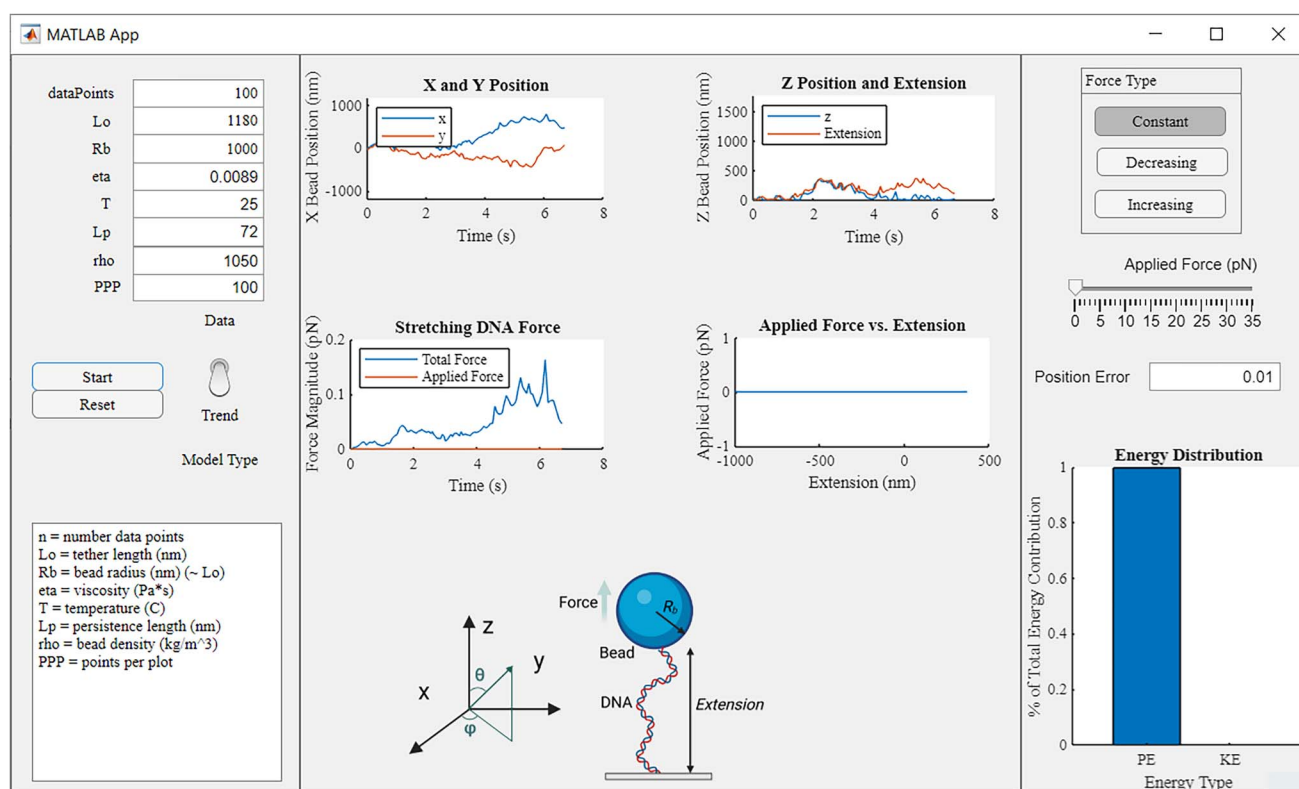 MATLAB App
dataPoints 100
Lo 1180
Rb 1000
eta 0.0089
T 25
Lp 72
rho 1050
PPP 100
Data
Start
Reset
Trend
Model Type
n = number data points
Lo = tether length (nm)
Rb = bead radius (nm) (~ Lo)
eta = viscosity (Pa*s)
T = temperature (C)
Lp = persistence length (nm)
rho = bead density (kg/m^3)
PPP = points per plot
X and Y Position
X Bead Position (nm)
1000
0
-1000
x
y
0 2 4 6 8
Time (s)
Z Position and Extension
Z Bead Position (nm)
1500
1000
500
0
z
Extension
0 2 4 6 8
Time (s)
Stretching DNA Force
Force Magnitude (pN)
0.2
0.1
0
Total Force
Applied Force
0 2 4 6 8
Time (s)
Applied Force vs. Extension
Applied Force (pN)
1
0
-1
-1000 -500 0 500
Extension (nm)
z
y
x
θ
φ
Force
Rb
Bead
DNA
Extension
Force Type
Constant
Decreasing
Increasing
Applied Force (pN)
0 5 10 15 20 25 30 35
Position Error 0.01
Energy Distribution
% of Total Energy Contribution
1
0.8
0.6
0.4
0.2
0
PE KE
Energy Type